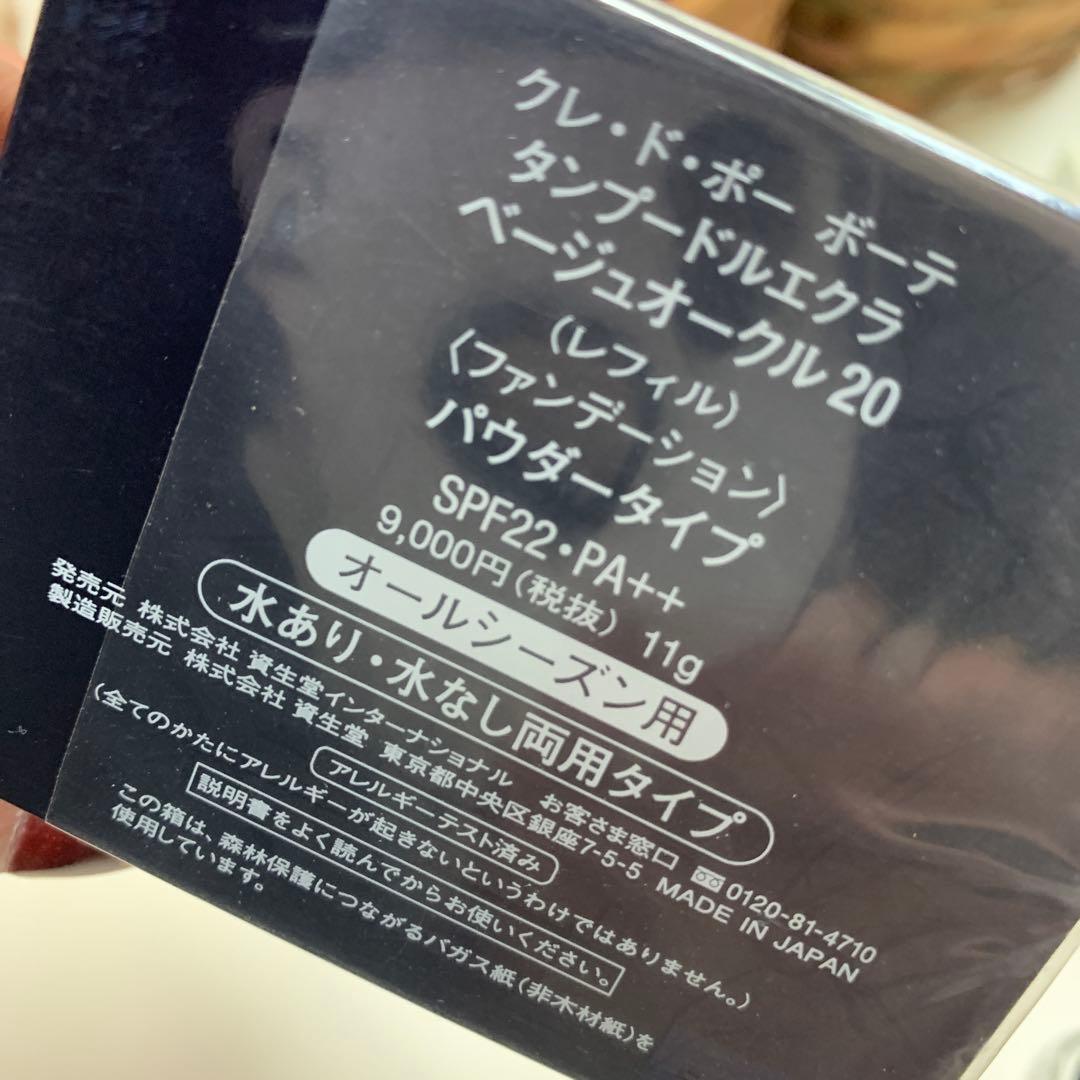 クレ・ド・ポー ボーテ
タンプードルエクラ
ベージュオークル20
(レフィル)
〈ファンデーション〉
パウダータイプ
SPF22・PA++
9,000円(税抜) 11g
オールシーズン用
水あり・水なし両用タイプ
発売元 株式会社 資生堂インターナショナル お客さま窓口 0120-81-4710
製造販売元 株式会社 資生堂 東京都中央区銀座7-5-5 MADE IN JAPAN
アレルギーテスト済み
(全てのかたにアレルギーが起きないというわけではありません。)
説明書をよく読んでからお使いください。
この箱は、森林保護につながるバガス紙(非木材紙)を
使用しています。